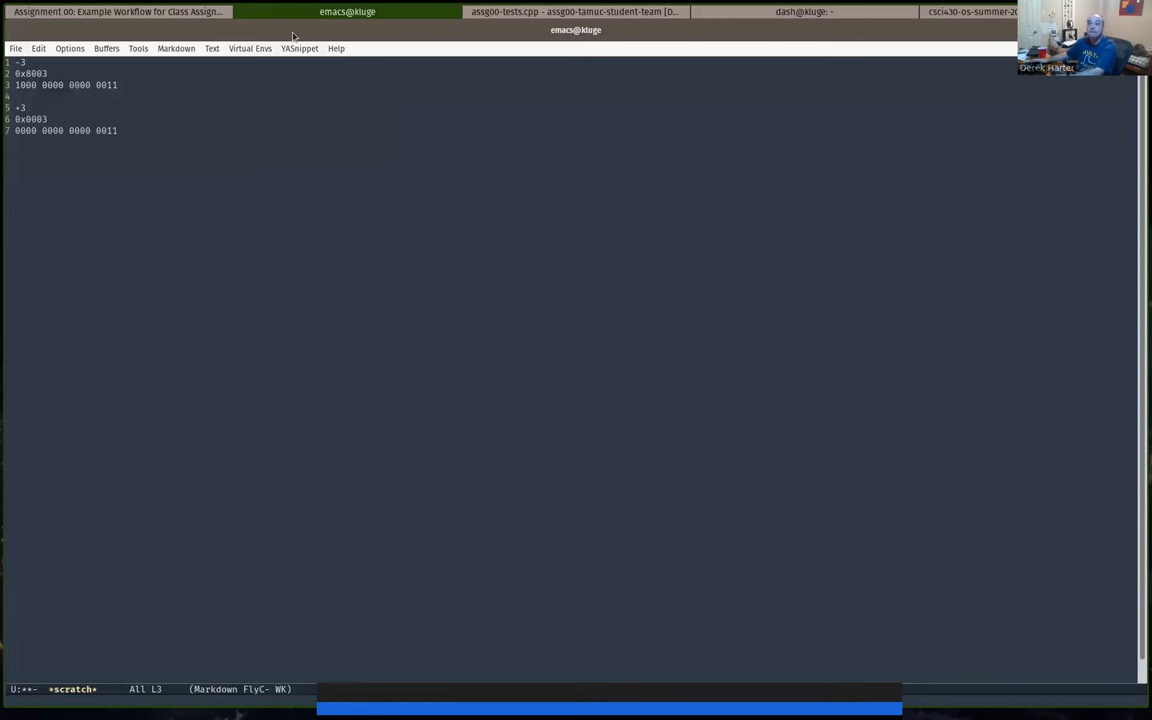 Assignment 00: Example Workflow for Class Assign...
emacs@kluge
assg00-tests.cpp - assg00-tamuc-student-team [D...
dash@kluge: ~
csci430-os-summer-20
emacs@kluge
File Edit Options Buffers Tools Markdown Text Virtual Envs YASnippet Help
Derek Harter
1 -3
2 0x8003
3 1000 0000 0000 0011
4
5 +3
6 0x0003
7 0000 0000 0000 0011
U:**- *scratch* All L3 (Markdown FlyC- WK)